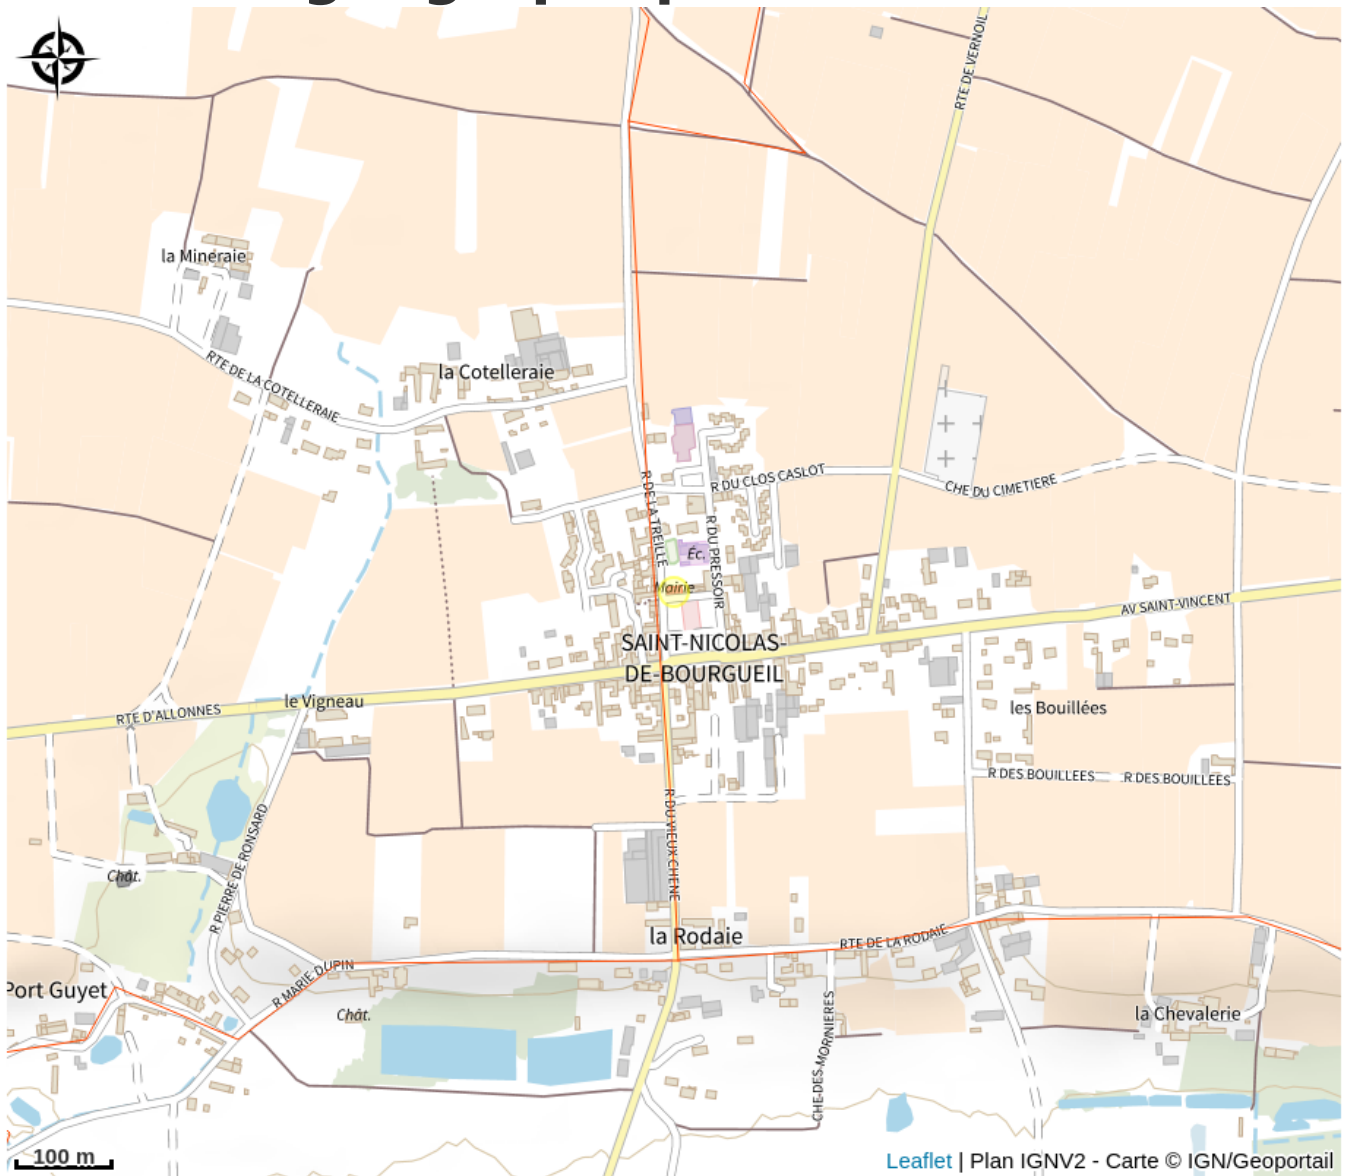 RTE DE VERNOIL
la Mineraie
RTE DE LA COTELLERAIE
la Cotelleraie
R DE LA TREILLE
R DU CLOS CASLOT
CHE DU CIMETIERE
R DU PRESSOIR
Éc.
Mairie
AV SAINT-VINCENT
SAINT-NICOLAS-
DE-BOURGUEIL
le Vigneau
RTE D'ALLONNES
les Bouillées
R DES BOUILLEES
R DES BOUILLEES
R PIERRE DE RONSARD
R DU VIEUX CHENE
Chât.
la Rodaie
RTE DE LA RODAIE
R MARIE DUPIN
Port Guyet
Chât.
la Chevalerie
CHE DES MORINIERES
100 m
Leaflet | Plan IGNV2 - Carte © IGN/Geoportail